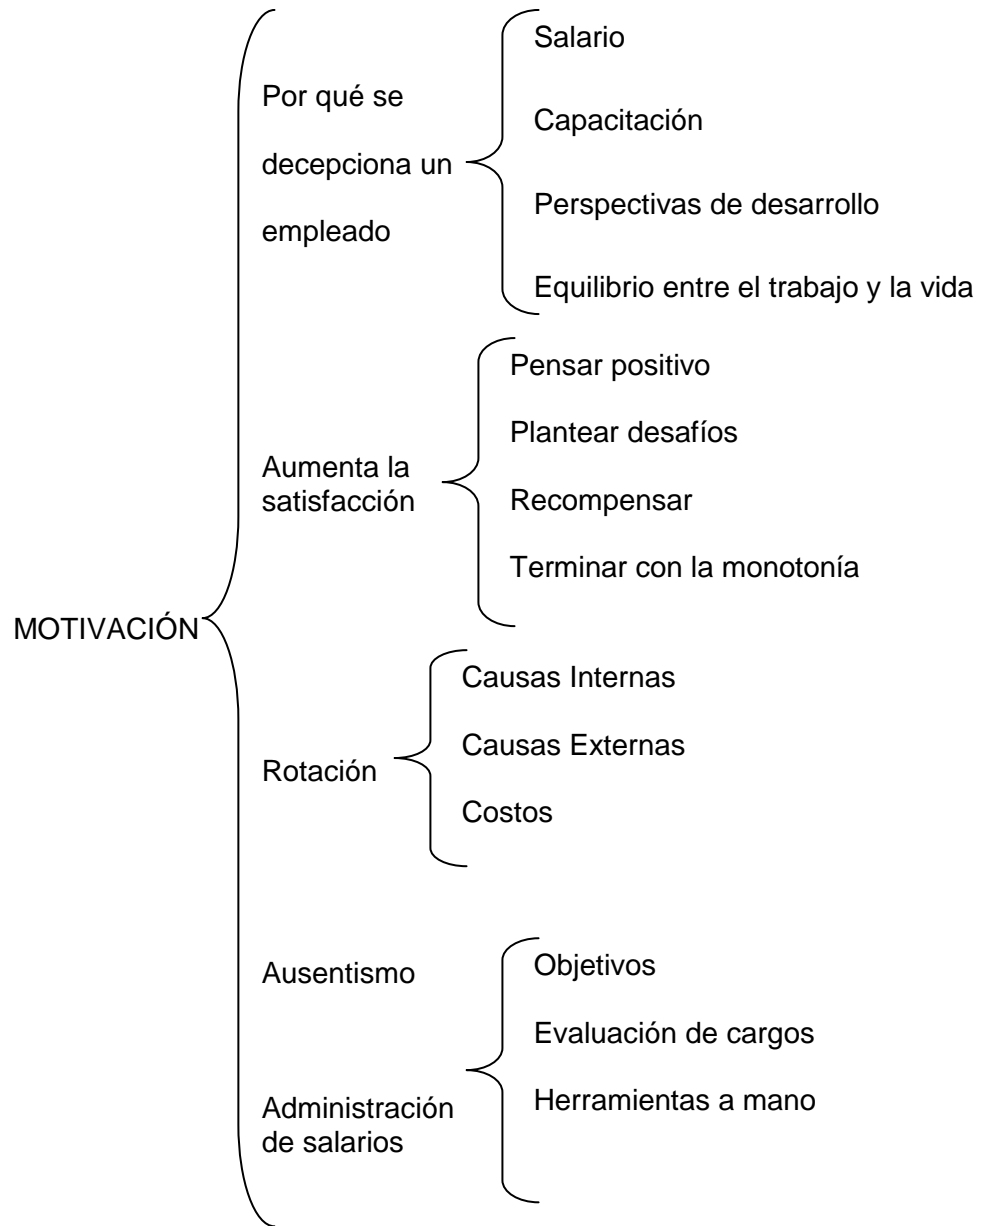 MOTIVACIÓN
Por qué se
decepciona un
empleado
Salario
Capacitación
Perspectivas de desarrollo
Equilibrio entre el trabajo y la vida
Aumenta la
satisfacción
Pensar positivo
Plantear desafíos
Recompensar
Terminar con la monotonía
Rotación
Causas Internas
Causas Externas
Costos
Ausentismo
Administración
de salarios
Objetivos
Evaluación de cargos
Herramientas a mano